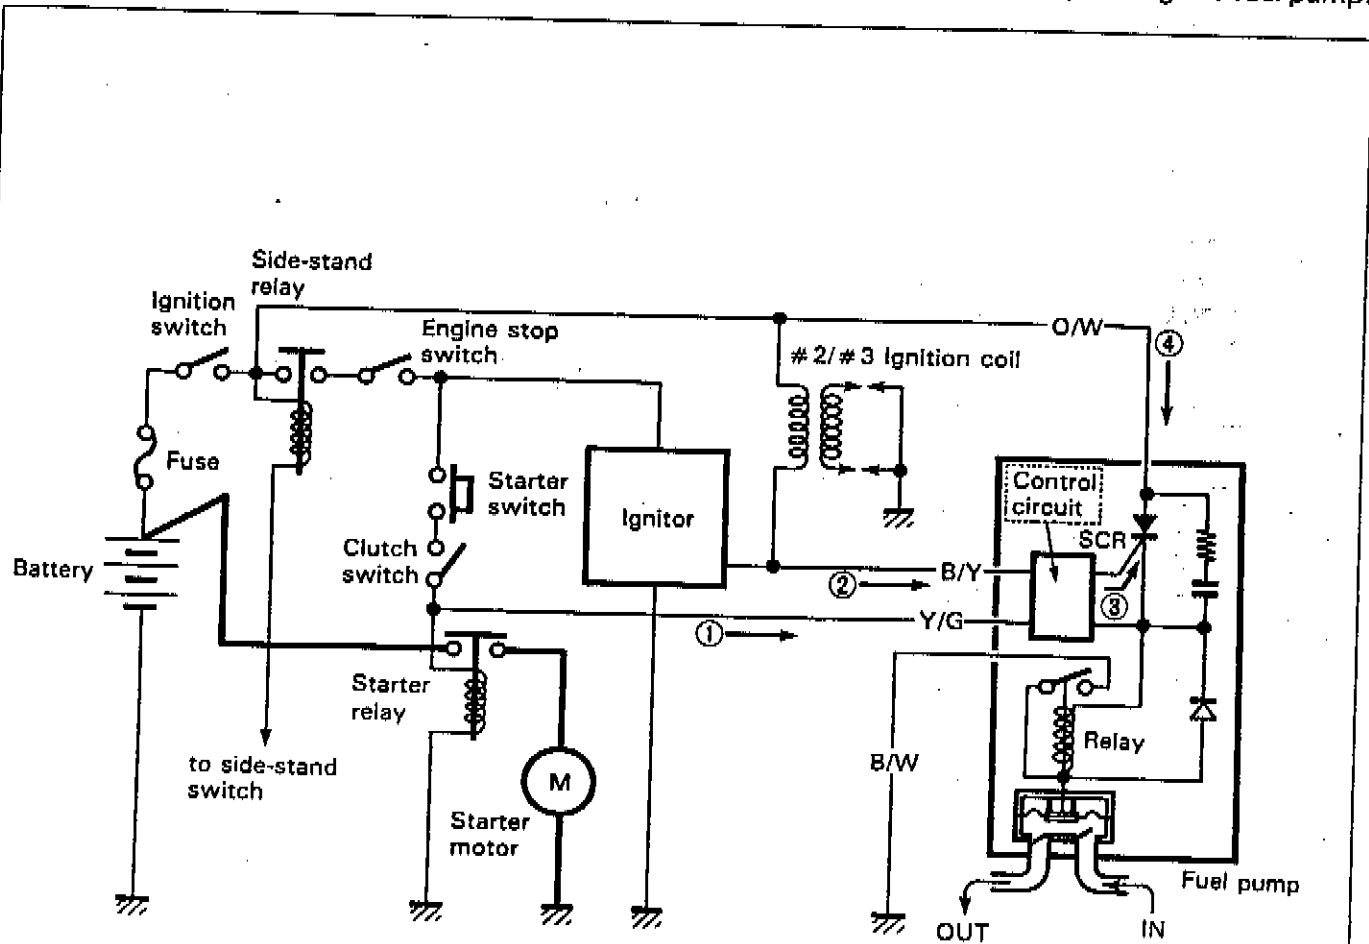 fuel pump.
Side-stand
relay
Ignition
switch
Engine stop
switch
O/W
④
#2/#3 Ignition coil
Fuse
Starter
switch
Ignitor
Control
circuit
SCR
Clutch
switch
Battery
B/Y
②
③
Y/G
①
Starter
relay
Relay
to side-stand
switch
B/W
M
Starter
motor
Fuel pump
OUT
IN